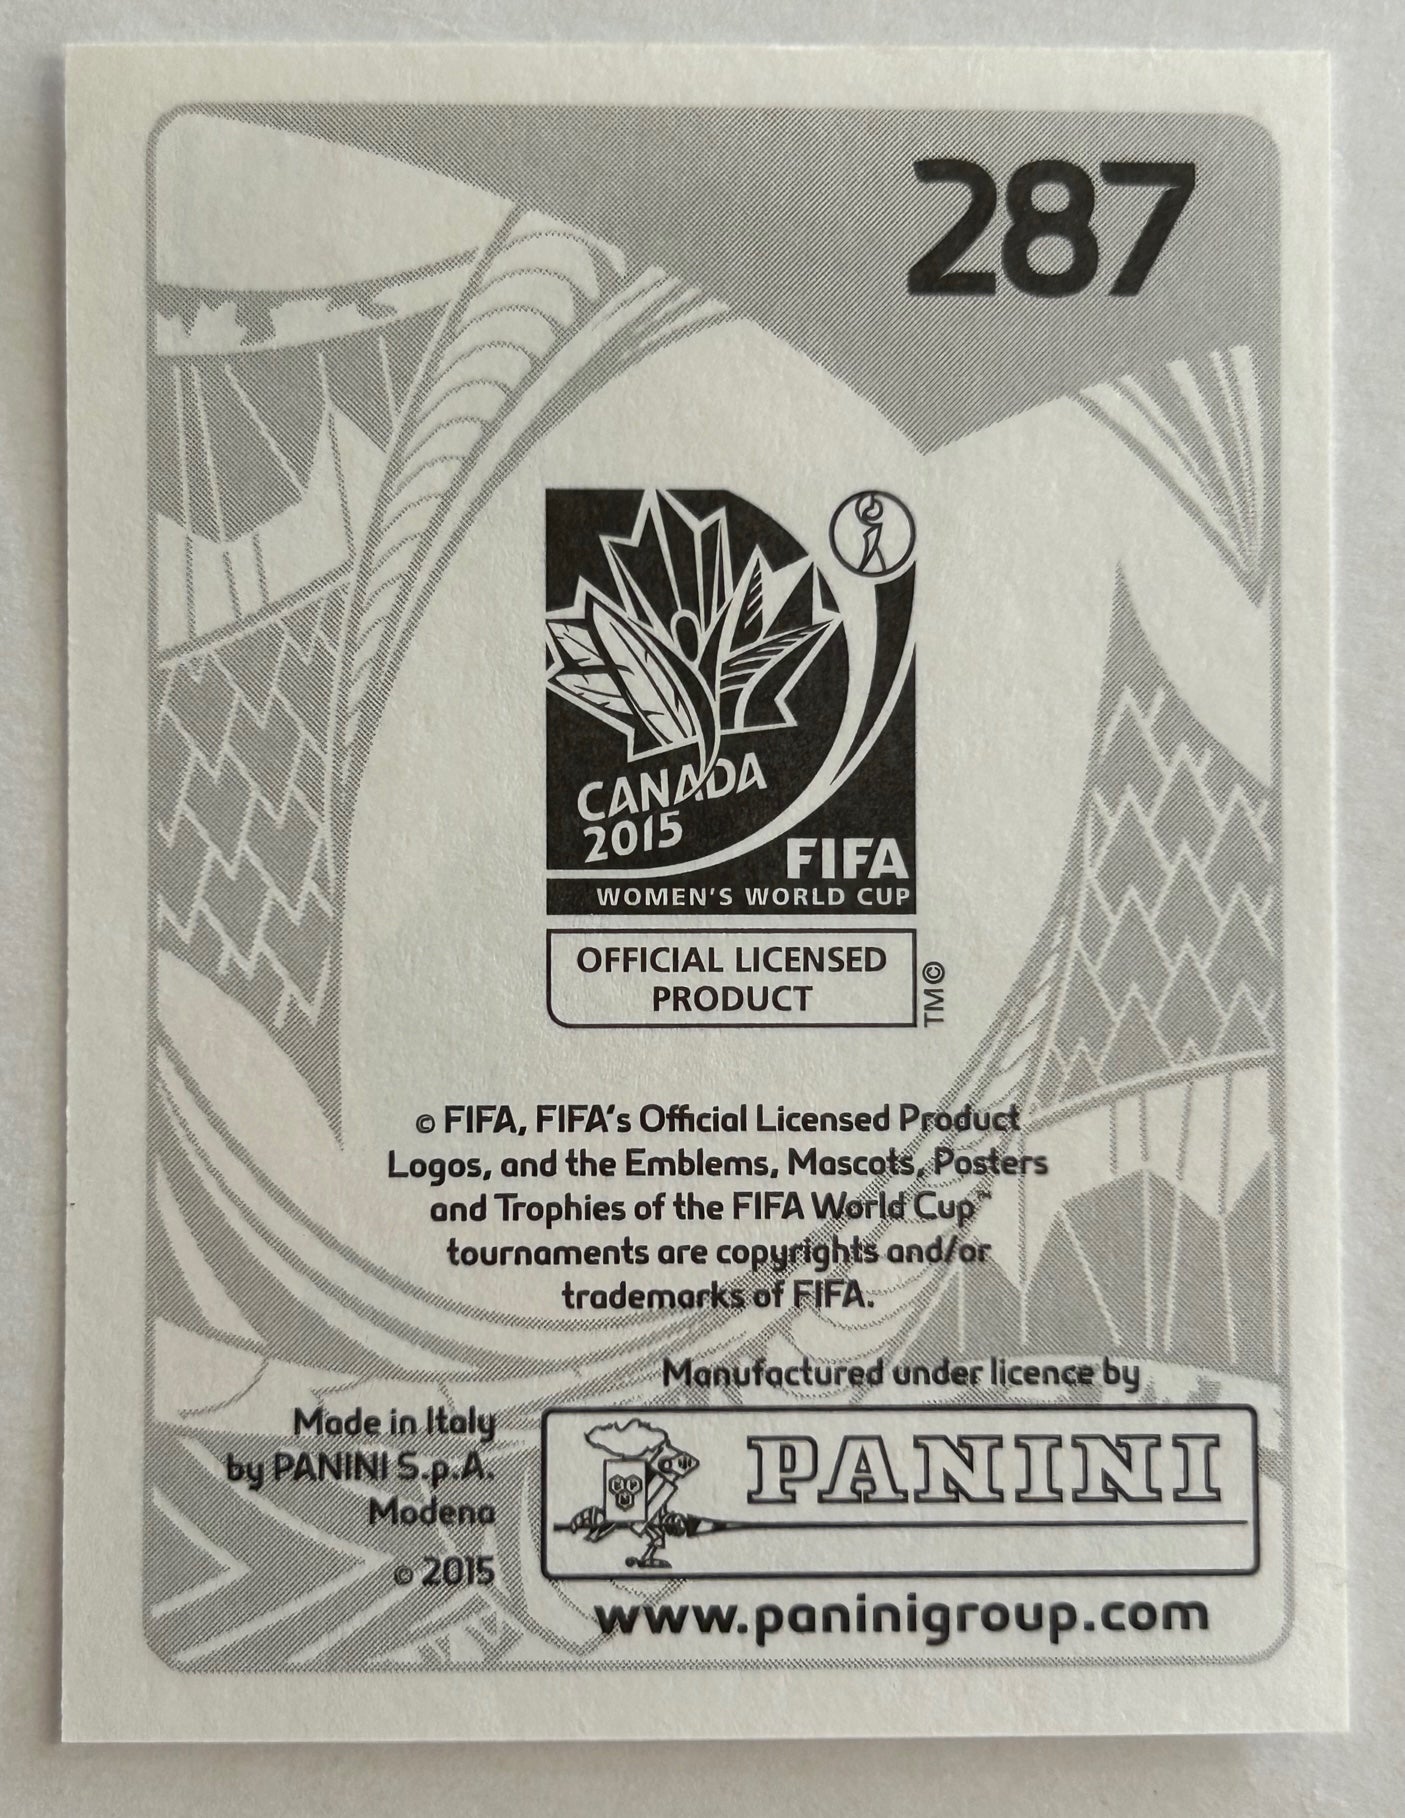 287
CANADA
2015
FIFA
WOMEN'S WORLD CUP
OFFICIAL LICENSED
PRODUCT
TM©
© FIFA, FIFA‘s Official Licensed Product
Logos, and the Emblems, Mascots, Posters
and Trophies of the FIFA World Cup™
tournaments are copyrights and/or
trademarks of FIFA.
Manufactured under licence by
Made in Italy
by PANINI S.p.A.
Modena
© 2015
PANINI
www.paninigroup.com